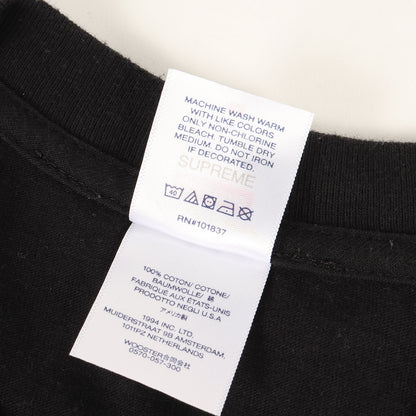 MACHINE WASH WARM
WITH LIKE COLORS
ONLY NON-CHLORINE
BLEACH. TUMBLE DRY
MEDIUM. DO NOT IRON
IF DECORATED.
SUPREME
40
RN#101837
100% COTON/ COTONE/
BAUMWOLLE/ 綿
FABRIQUÉ AUX ÉTATS-UNIS
PRODOTTO NEGLI U.S.A
アメリカ製
1994 INC. LTD.
MUIDERSTRAAT 9B AMSTERDAM,
1011PZ NETHERLANDS
WOOSTER合同会社
0570-057-300